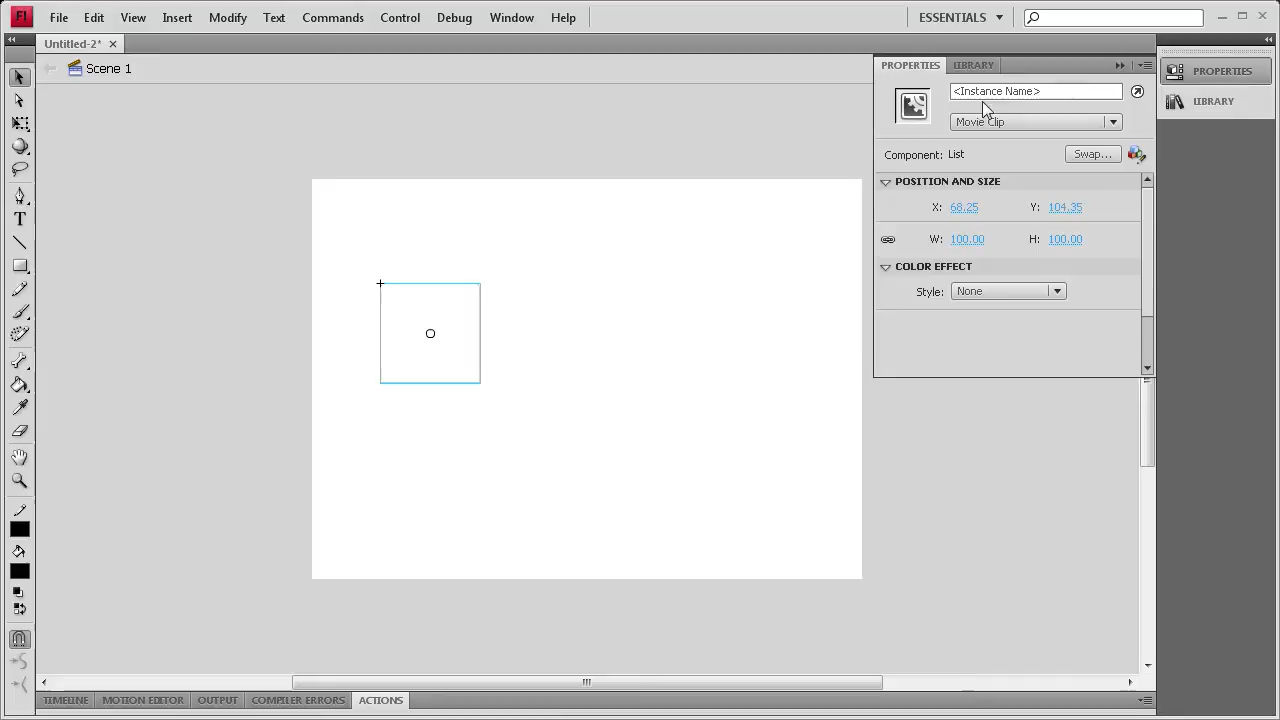 Fl File Edit View Insert Modify Text Commands Control Debug Window Help ESSENTIALS
Untitled-2*
Scene 1
PROPERTIES LIBRARY
<Instance Name>
Movie Clip
Component: List Swap...
POSITION AND SIZE
X: 68.25 Y: 104.35
W: 100.00 H: 100.00
COLOR EFFECT
Style: None
PROPERTIES
LIBRARY
T
TIMELINE MOTION EDITOR OUTPUT COMPILER ERRORS ACTIONS